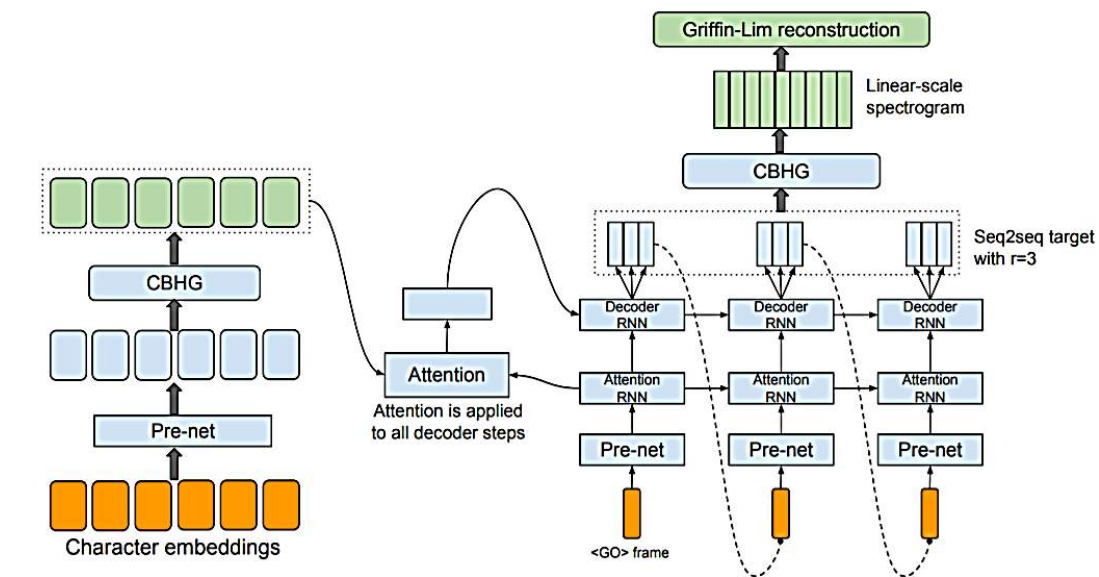 Griffin-Lim reconstruction
Linear-scale
spectrogram
CBHG
Seq2seq target
with r=3
CBHG
Decoder
RNN
Decoder
RNN
Decoder
RNN
Attention
Attention is applied
to all decoder steps
Attention
RNN
Attention
RNN
Attention
RNN
Pre-net
Pre-net
Pre-net
Pre-net
Character embeddings
<GO> frame